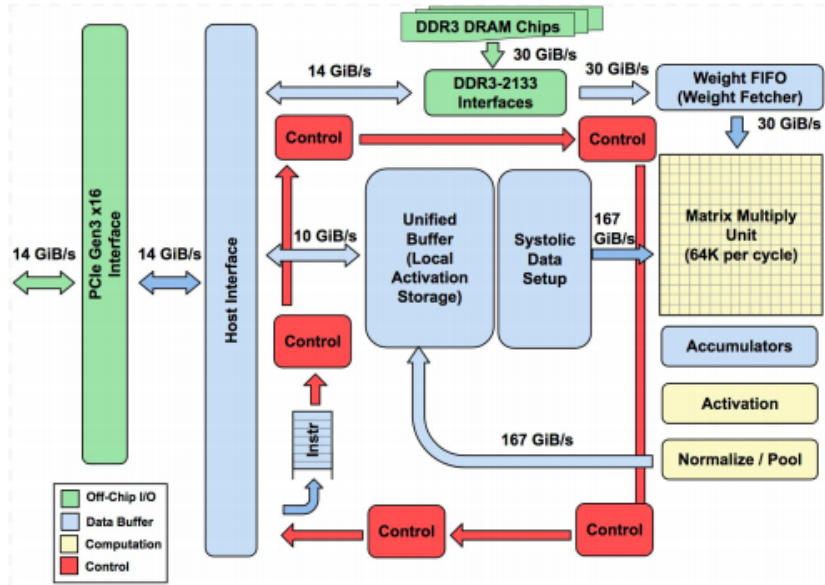 DDR3 DRAM Chips
30 GiB/s
14 GiB/s
DDR3-2133
Interfaces
30 GiB/s
Weight FIFO
(Weight Fetcher)
30 GiB/s
Control
Control
PCIe Gen3 x16
Interface
14 GiB/s
14 GiB/s
Host Interface
10 GiB/s
Unified
Buffer
(Local
Activation
Storage)
Systolic
Data
Setup
167
GiB/s
Matrix Multiply
Unit
(64K per cycle)
Control
Accumulators
Activation
Instr
167 GiB/s
Normalize / Pool
Off-Chip I/O
Data Buffer
Computation
Control
Control
Control